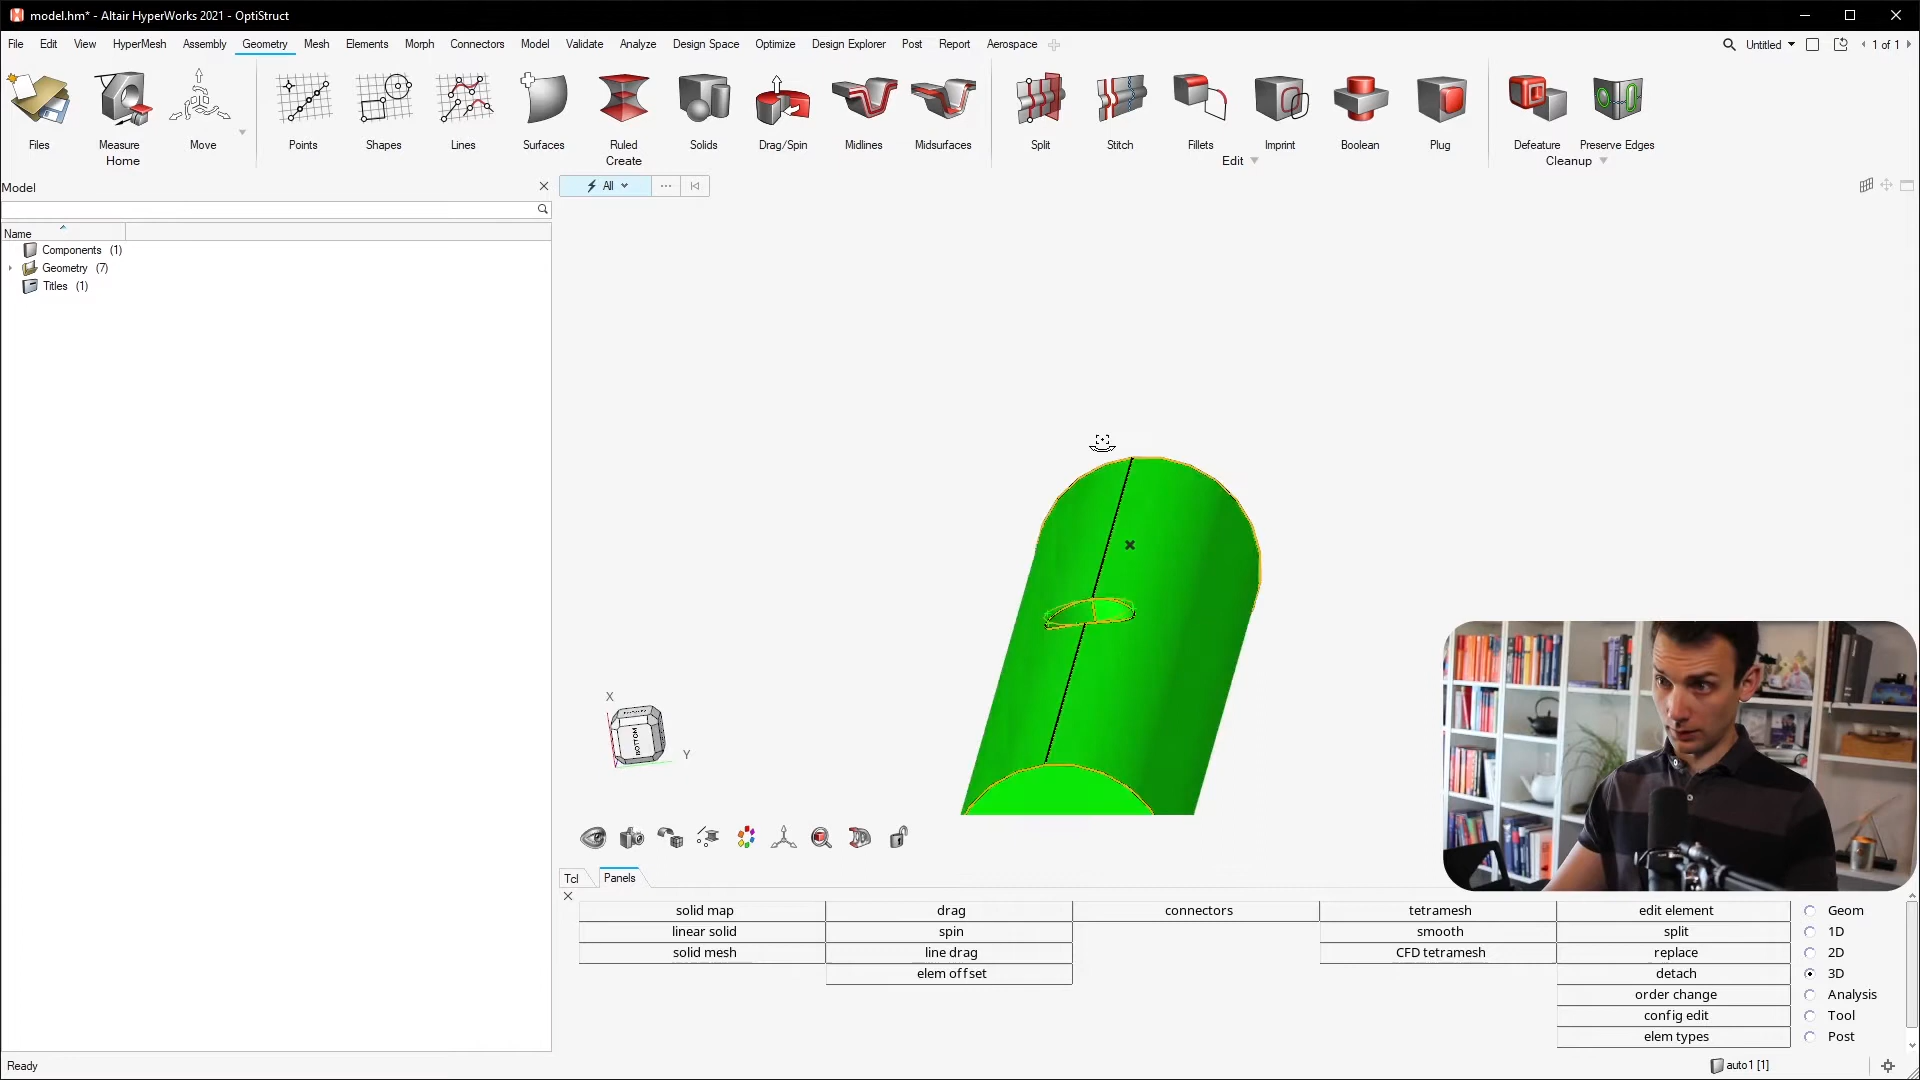 model.hm* - Altair HyperWorks 2021 - OptiStruct
File Edit View HyperMesh Assembly Geometry Mesh Elements Morph Connectors Model Validate Analyze Design Space Optimize Design Explorer Post Report Aerospace
Untitled
1 of 1
Files Measure Move Points Shapes Lines Surfaces Ruled Solids Drag/Spin Midlines Midsurfaces Split Stitch Fillets Imprint Boolean Plug Defeature Preserve Edges
Home Create Edit Cleanup
Model
All
Name
Components (1)
Geometry (7)
Titles (1)
X
BOTTOM
Y
Tcl Panels
solid map drag connectors tetramesh edit element Geom
linear solid spin smooth split 1D
solid mesh line drag CFD tetramesh replace 2D
elem offset detach 3D
order change Analysis
config edit Tool
elem types Post
Ready
auto1 [1]